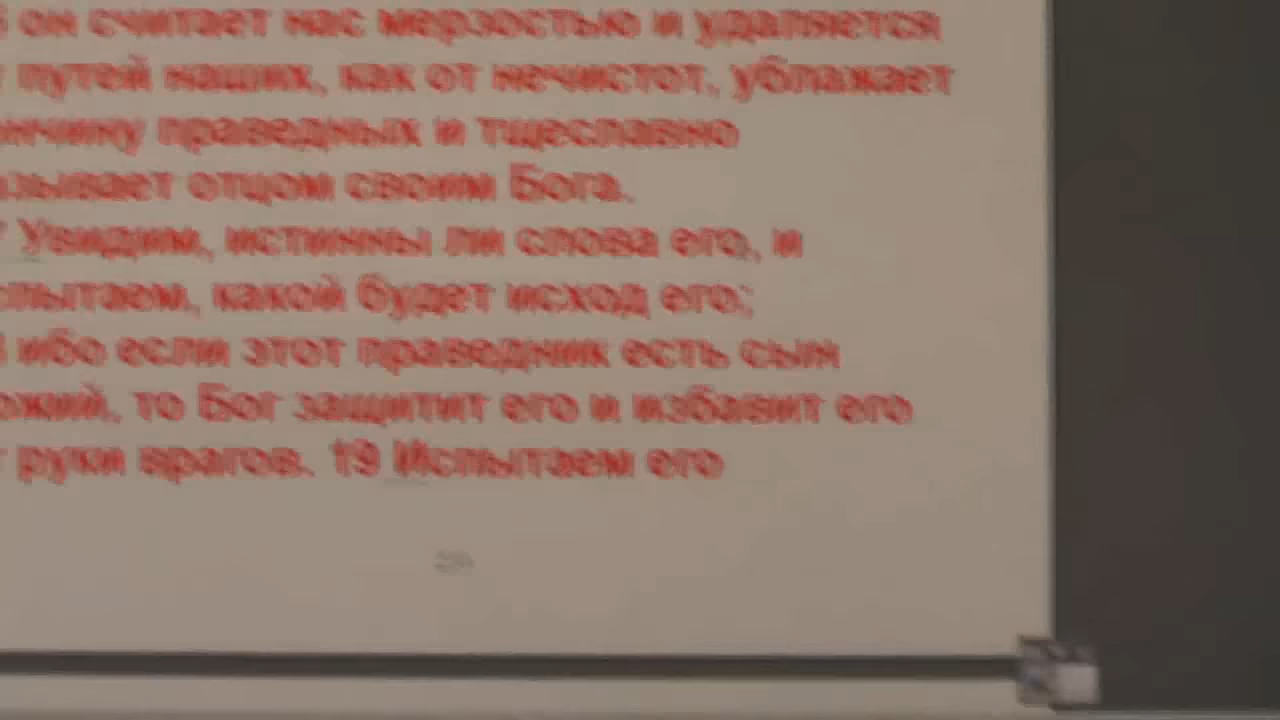 он считает нас мерзостью и удаляется
путей наших, как от нечистот, ублажает
праведных и тщеславно
отцом своим Бога.
Увидим, истинны ли слова его, и
какой будет исход его;
ибо если этот праведник есть сын
то Бог защитит его и избавит его
руки врагов. 19 Испытаем его